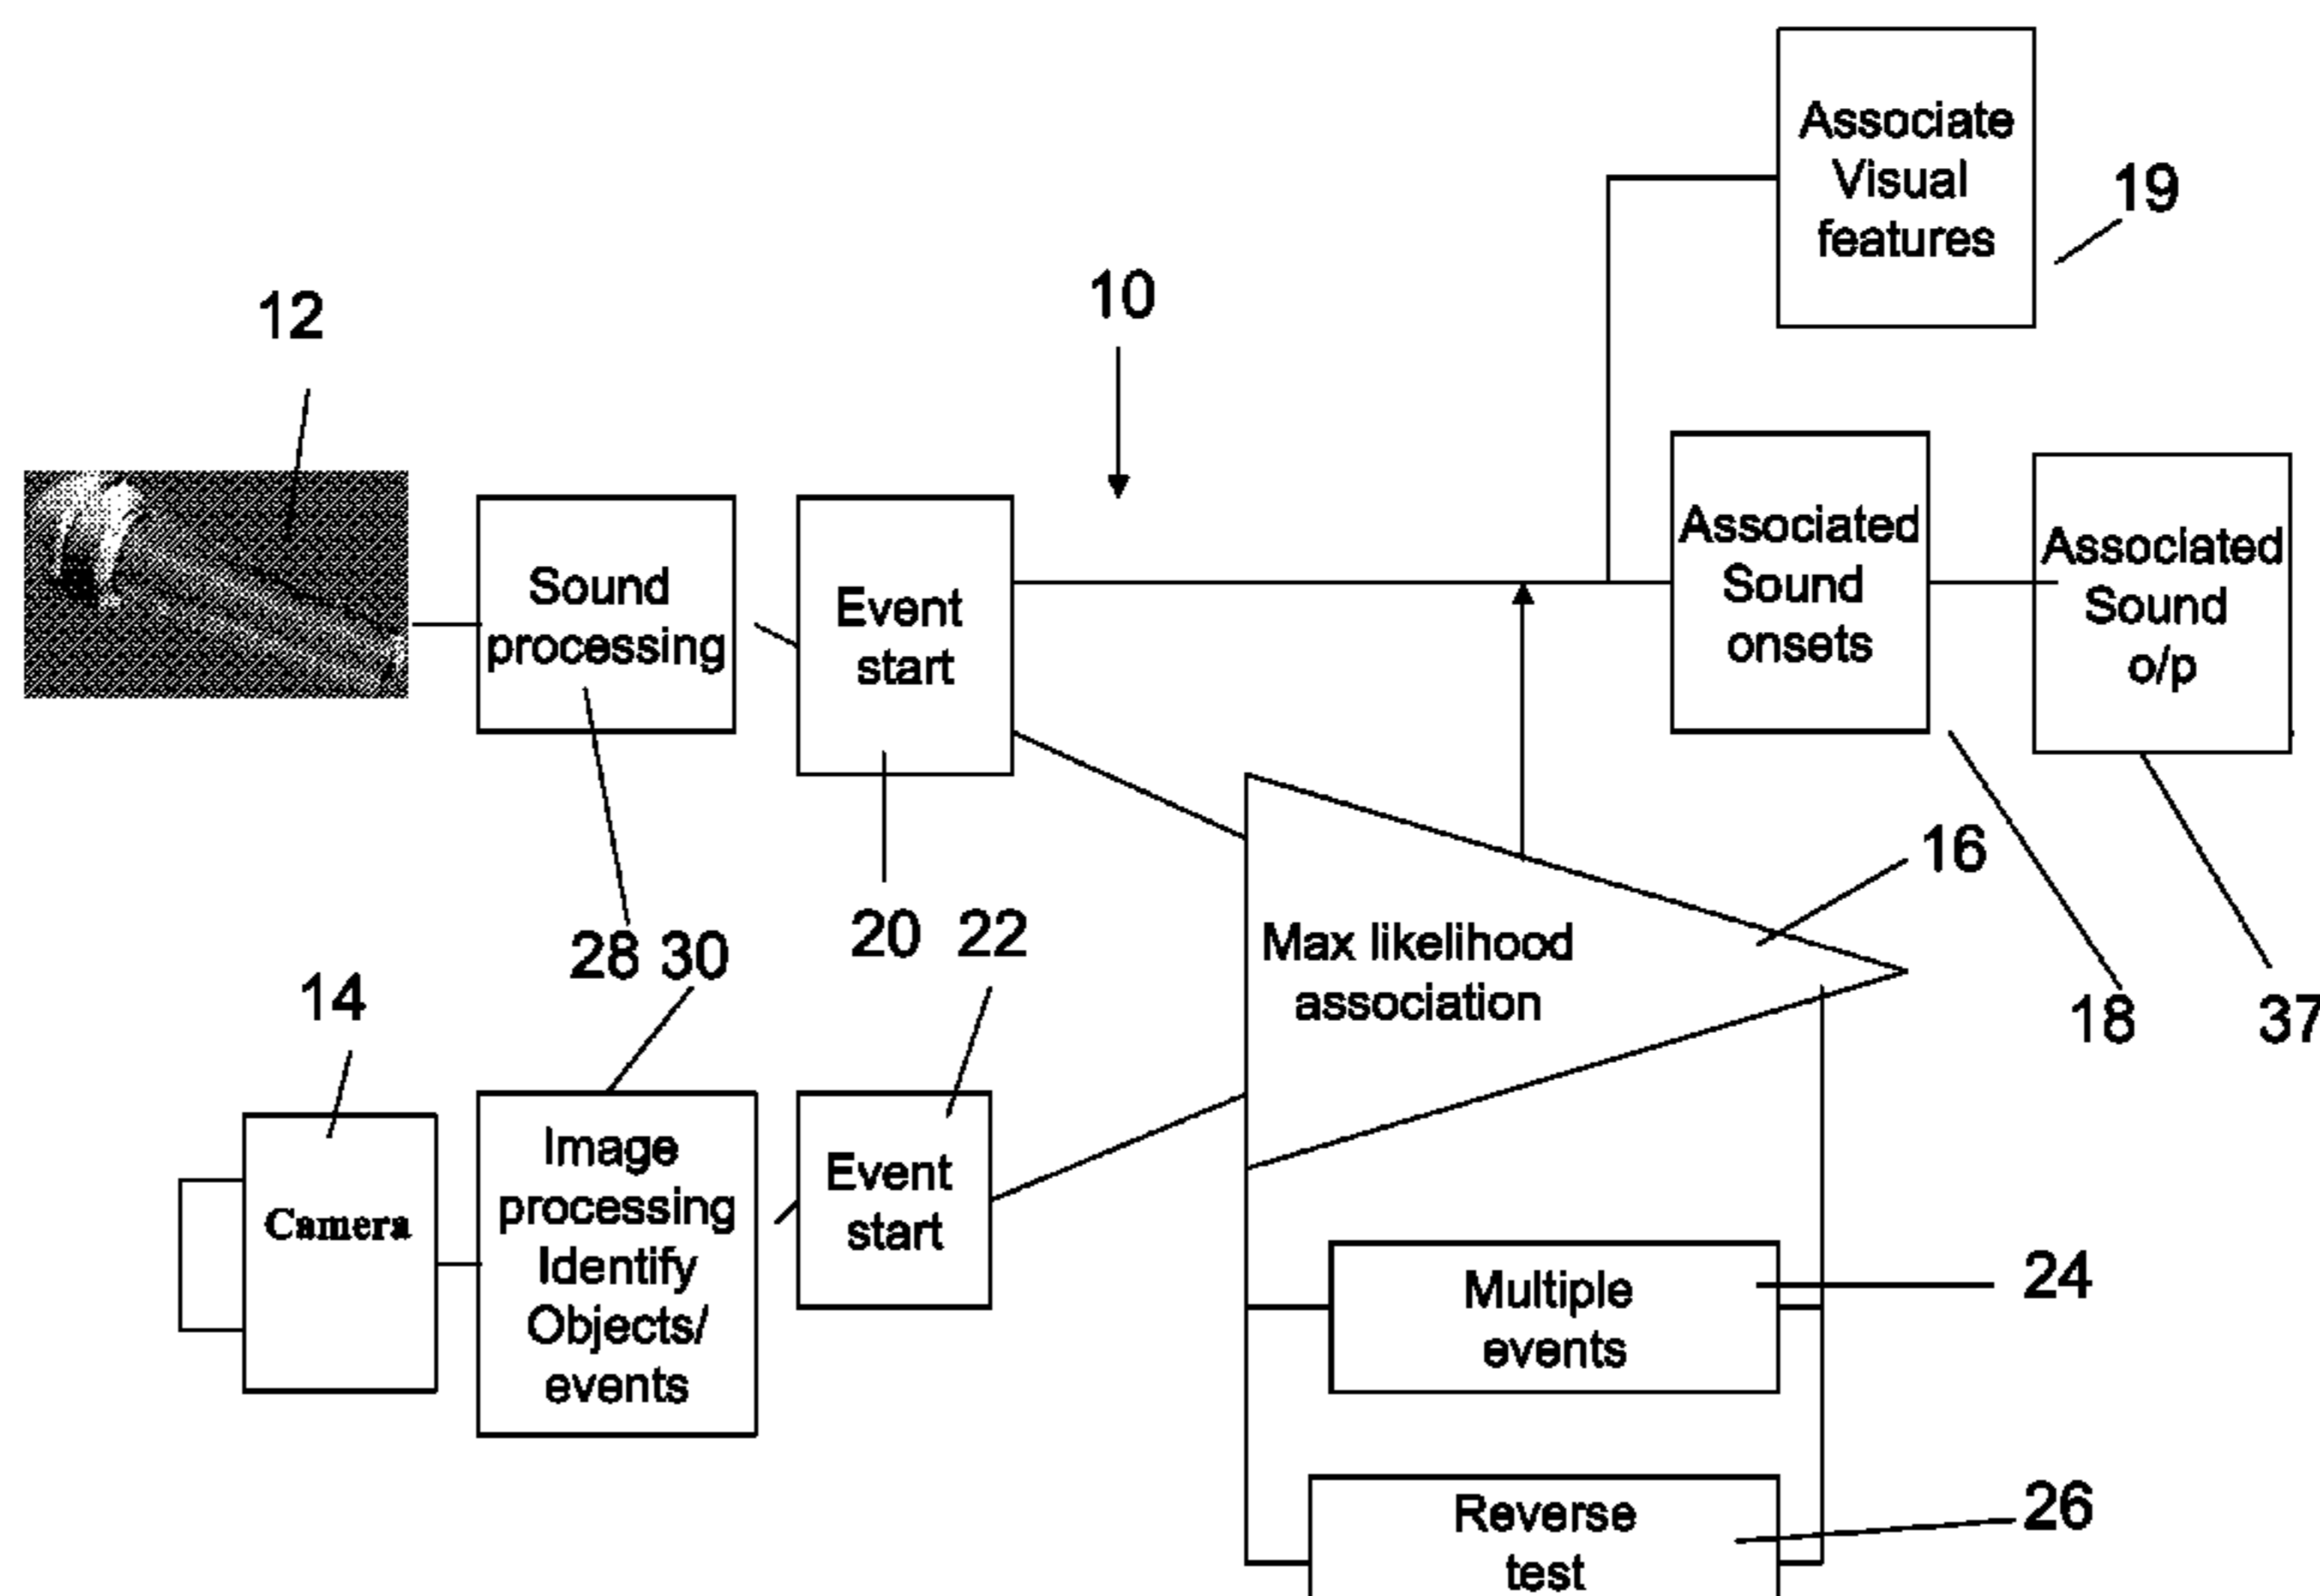 Associate
Visual
features
19
12
10
Sound
processing
Event
start
Associated
Sound
onsets
Associated
Sound
o/p
28
30
20
22
16
18
37
Max likelihood
association
14
Camera
Image
processing
Identify
Objects/
events
Event
start
Multiple
events
24
Reverse
test
26